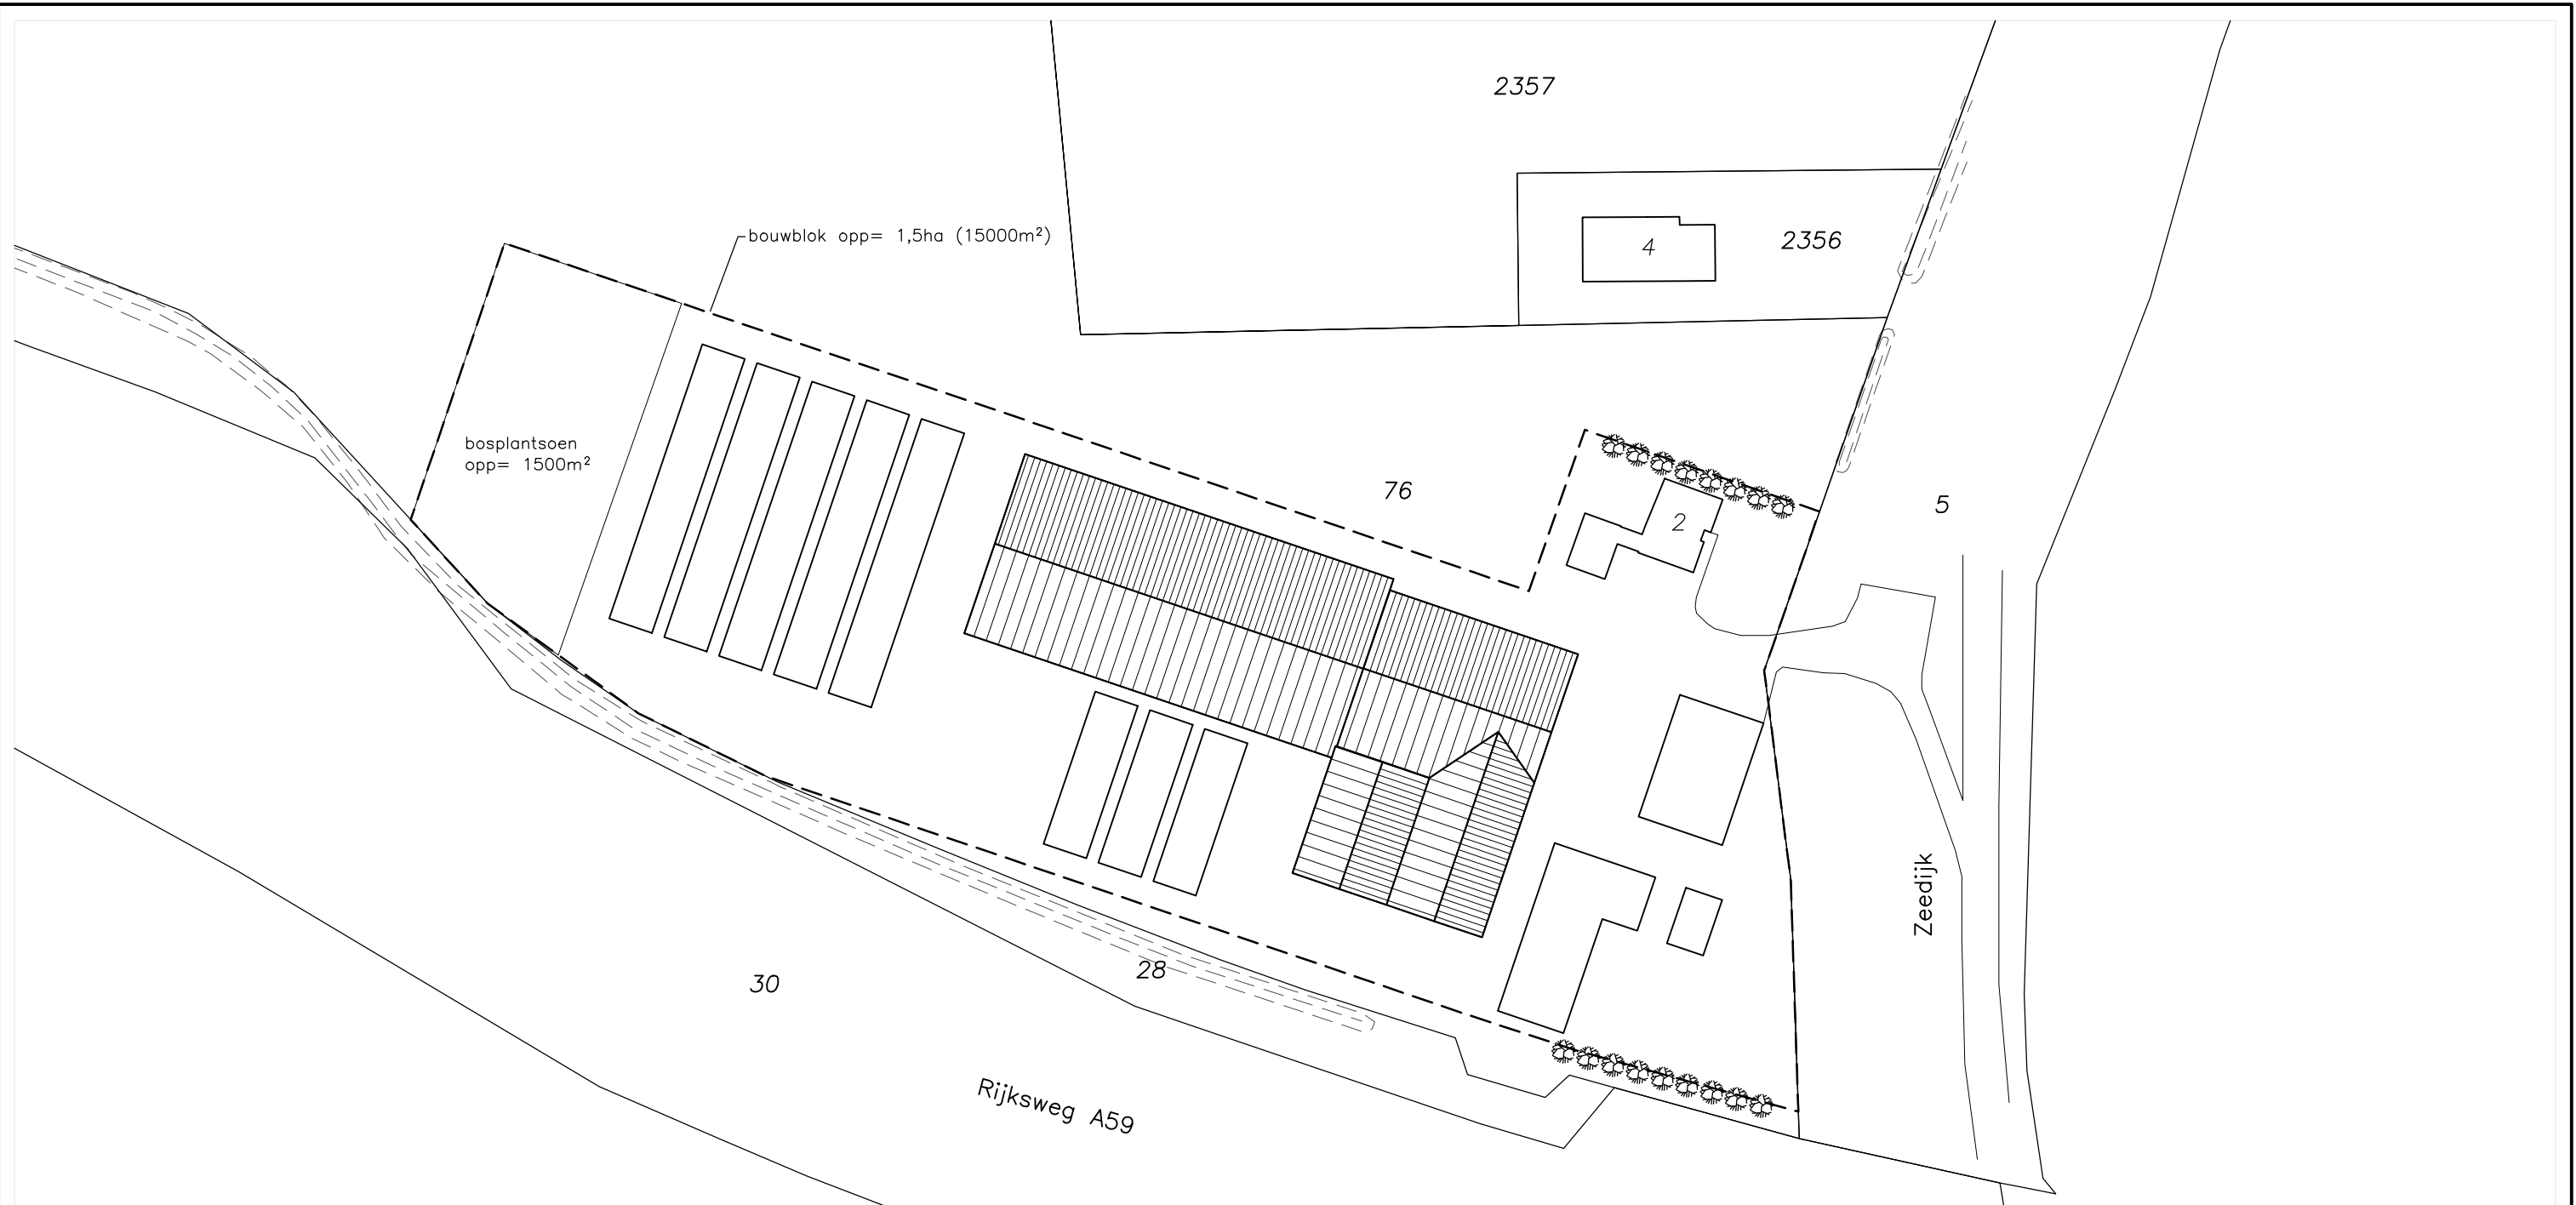 2357
bouwblok opp= 1,5ha (15000m²)
4
2356
bosplantsoen
opp= 1500m²
76
2
5
Zeedijk
30
28
Rijksweg A59